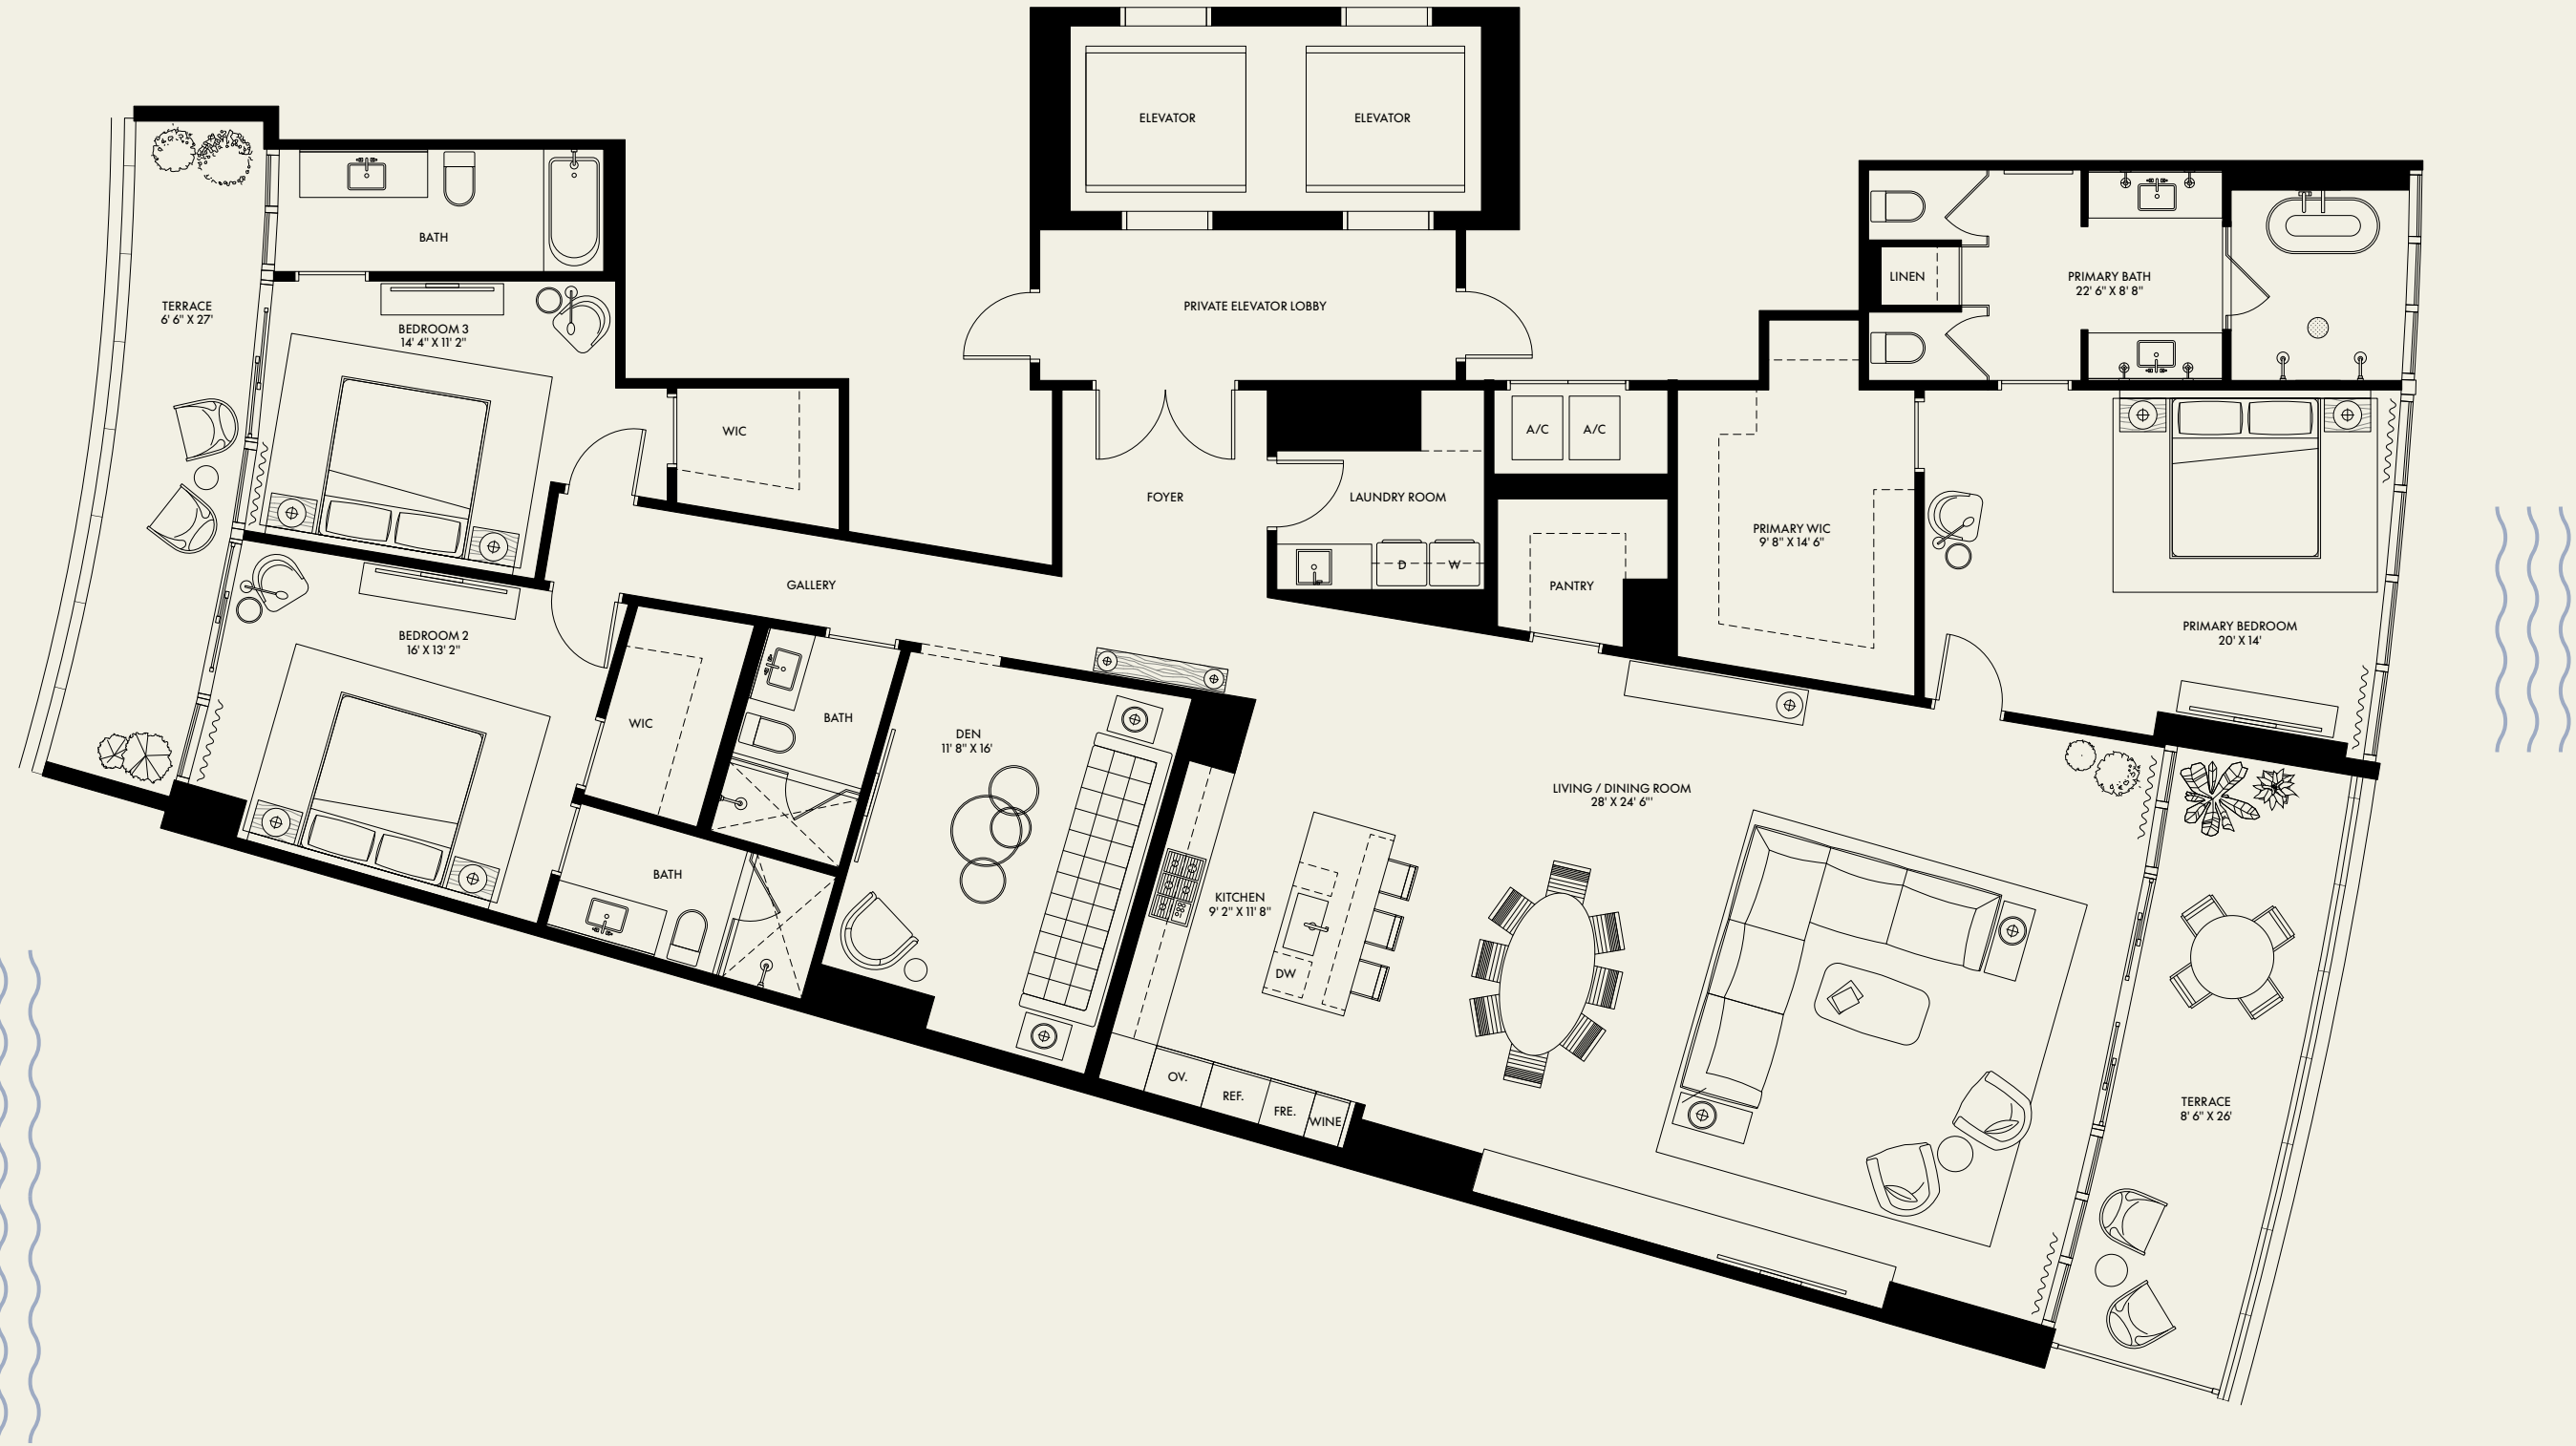 ELEVATOR
ELEVATOR
BATH
LINEN
PRIMARY BATH
22' 6" X 8' 8"
TERRACE
6' 6" X 27'
PRIVATE ELEVATOR LOBBY
BEDROOM 3
14' 4" X 11' 2"
WIC
A/C
A/C
FOYER
LAUNDRY ROOM
PRIMARY WIC
9' 8" X 14' 6"
D
W
GALLERY
PANTRY
BEDROOM 2
16' X 13' 2"
PRIMARY BEDROOM
20' X 14'
WIC
BATH
DEN
11' 8" X 16'
LIVING / DINING ROOM
28' X 24' 6"'
BATH
KITCHEN
9' 2" X 11' 8"
DW
OV.
REF.
FRE.
WINE
TERRACE
8' 6" X 26'